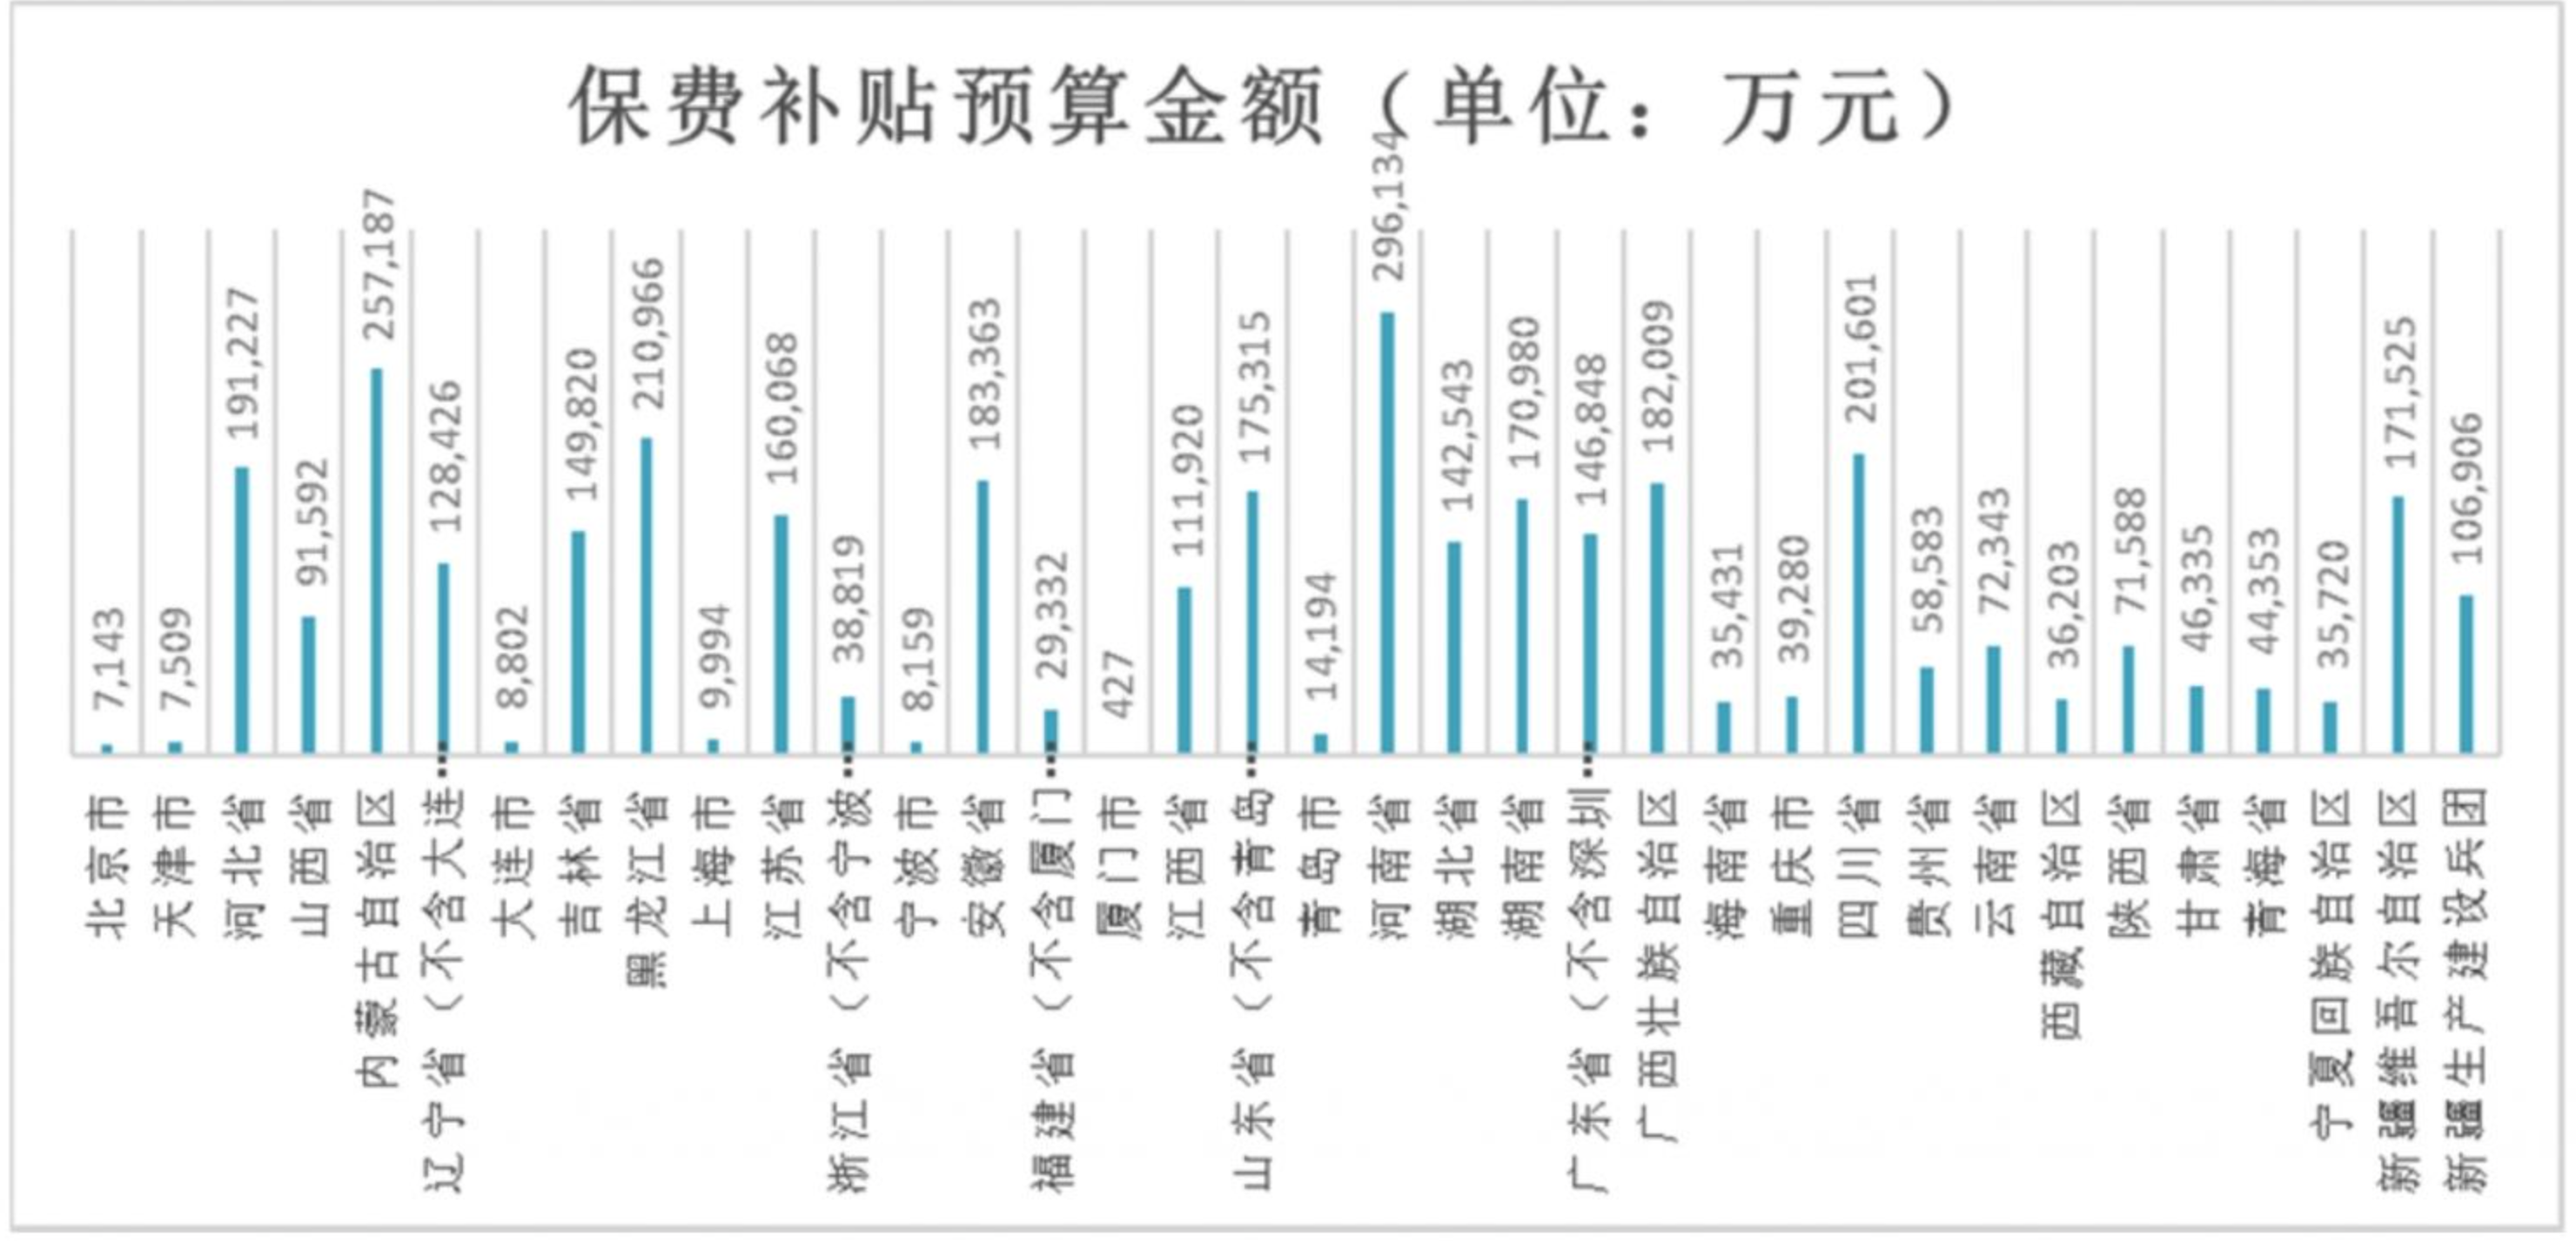 保费补贴预算金额（单位：万元）
7,143
7,509
191,227
91,592
257,187
128,426
8,802
149,820
210,966
9,994
160,068
38,819
8,159
183,363
29,332
427
111,920
175,315
14,194
296,134
142,543
170,980
146,848
182,009
35,431
39,280
201,601
58,583
72,343
36,203
71,588
46,335
44,353
35,720
171,525
106,906
北京市
天津市
河北省
山西省
内蒙古自治区
辽宁省（不含大连…
大连市
吉林省
黑龙江省
上海市
江苏省
浙江省（不含宁波…
宁波市
安徽省
福建省（不含厦门…
厦门市
江西省
山东省（不含青岛…
青岛市
河南省
湖北省
湖南省
广东省（不含深圳…
广西壮族自治区
海南省
重庆市
四川省
贵州省
云南省
西藏自治区
陕西省
甘肃省
青海省
宁夏回族自治区
新疆维吾尔自治区
新疆生产建设兵团